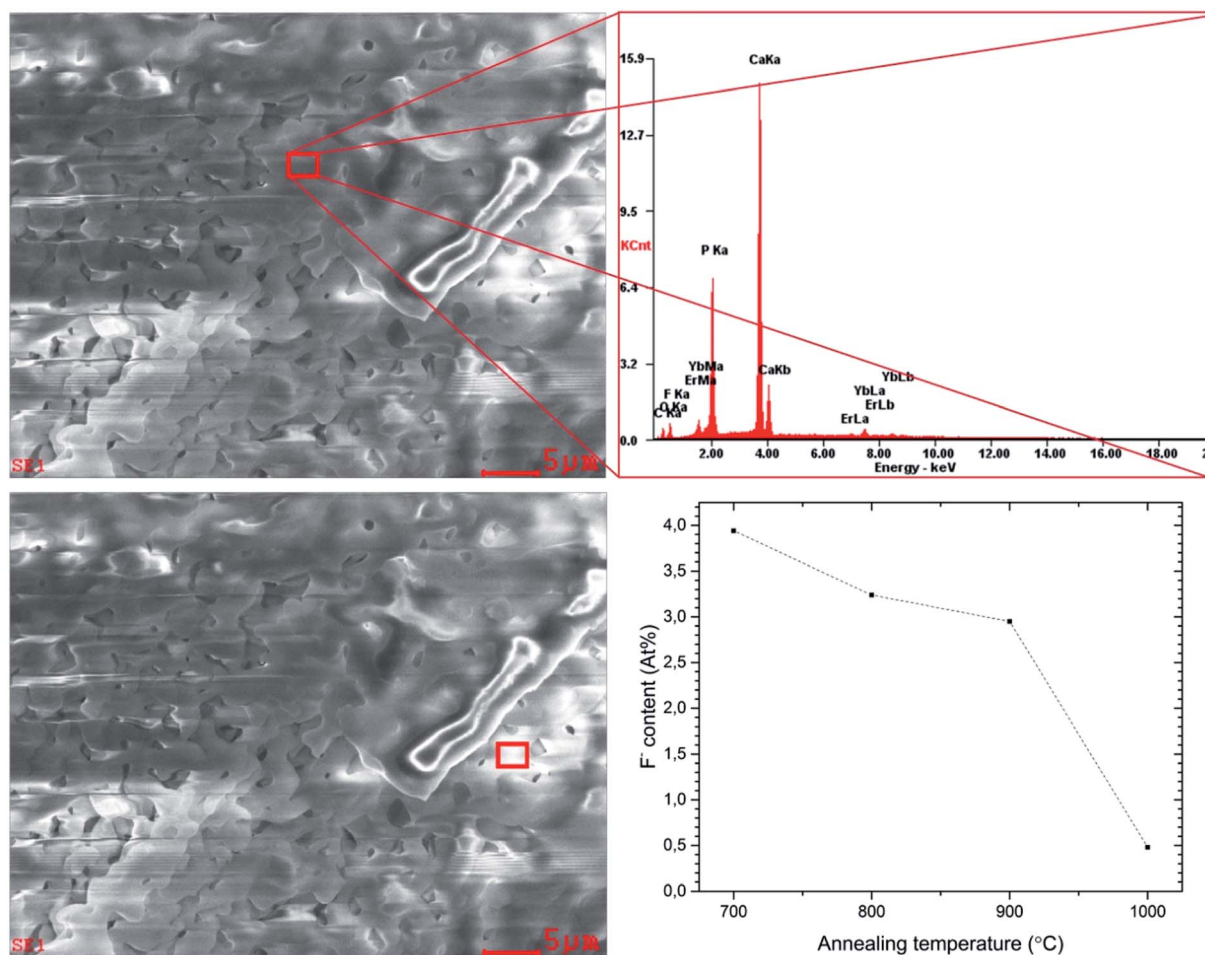 SE1
5 µm
15.9
12.7
9.5
KCnt
6.4
3.2
0.0
CaKa
P Ka
YbMa
ErMa
F Ka
O Ka
C Ka
CaKb
YbLb
YbLa
ErLb
ErLa
2.00 4.00 6.00 8.00 10.00 12.00 14.00 16.00 18.00
Energy - keV
SE1
5 µm
4,0
3,5
3,0
2,5
2,0
1,5
1,0
0,5
0,0
F⁻ content (At%)
700 800 900 1000
Annealing temperature (°C)